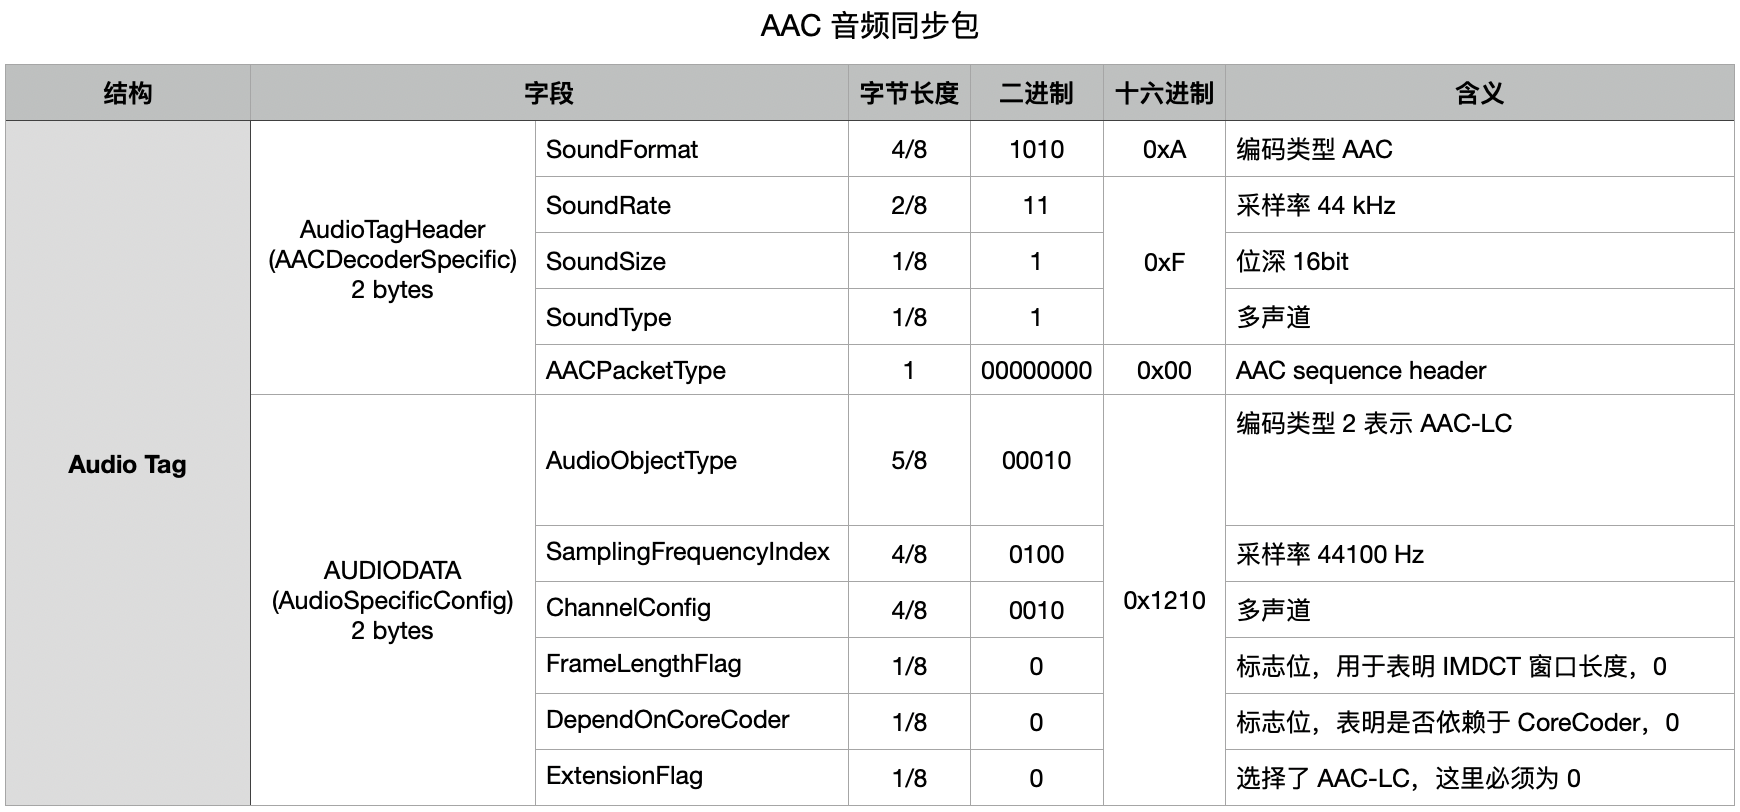 AAC 音频同步包
结构 字段 字节长度 二进制 十六进制 含义
Audio Tag
AudioTagHeader
(AACDecoderSpecific)
2 bytes
SoundFormat 4/8 1010 0xA 编码类型 AAC
SoundRate 2/8 11 0xF 采样率 44 kHz
SoundSize 1/8 1 位深 16bit
SoundType 1/8 1 多声道
AACPacketType 1 00000000 0x00 AAC sequence header
AUDIODATA
(AudioSpecificConfig)
2 bytes
AudioObjectType 5/8 00010 0x1210 编码类型 2 表示 AAC-LC
SamplingFrequencyIndex 4/8 0100 采样率 44100 Hz
ChannelConfig 4/8 0010 多声道
FrameLengthFlag 1/8 0 标志位，用于表明 IMDCT 窗口长度，0
DependOnCoreCoder 1/8 0 标志位，表明是否依赖于 CoreCoder，0
ExtensionFlag 1/8 0 选择了 AAC-LC，这里必须为 0